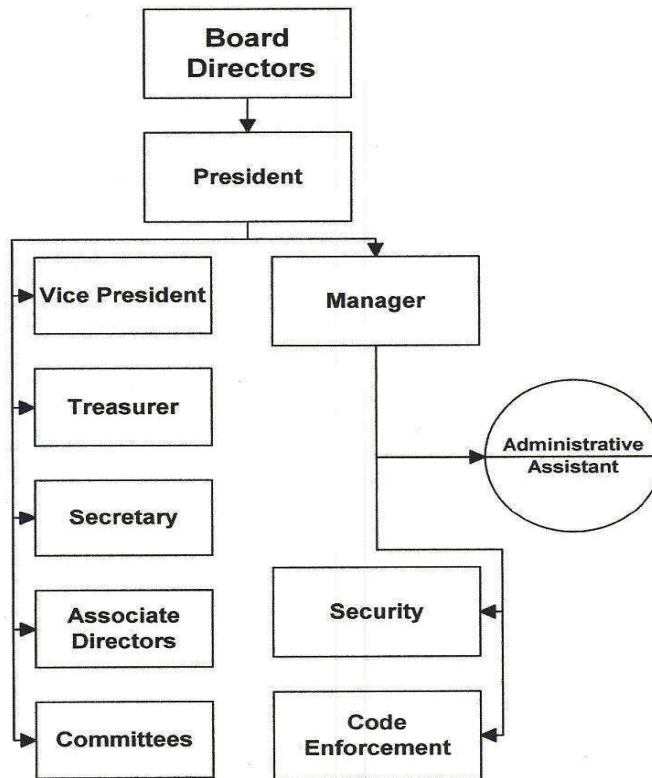 Board
Directors
President
Vice President
Manager
Treasurer
Administrative
Assistant
Secretary
Associate
Directors
Security
Committees
Code
Enforcement